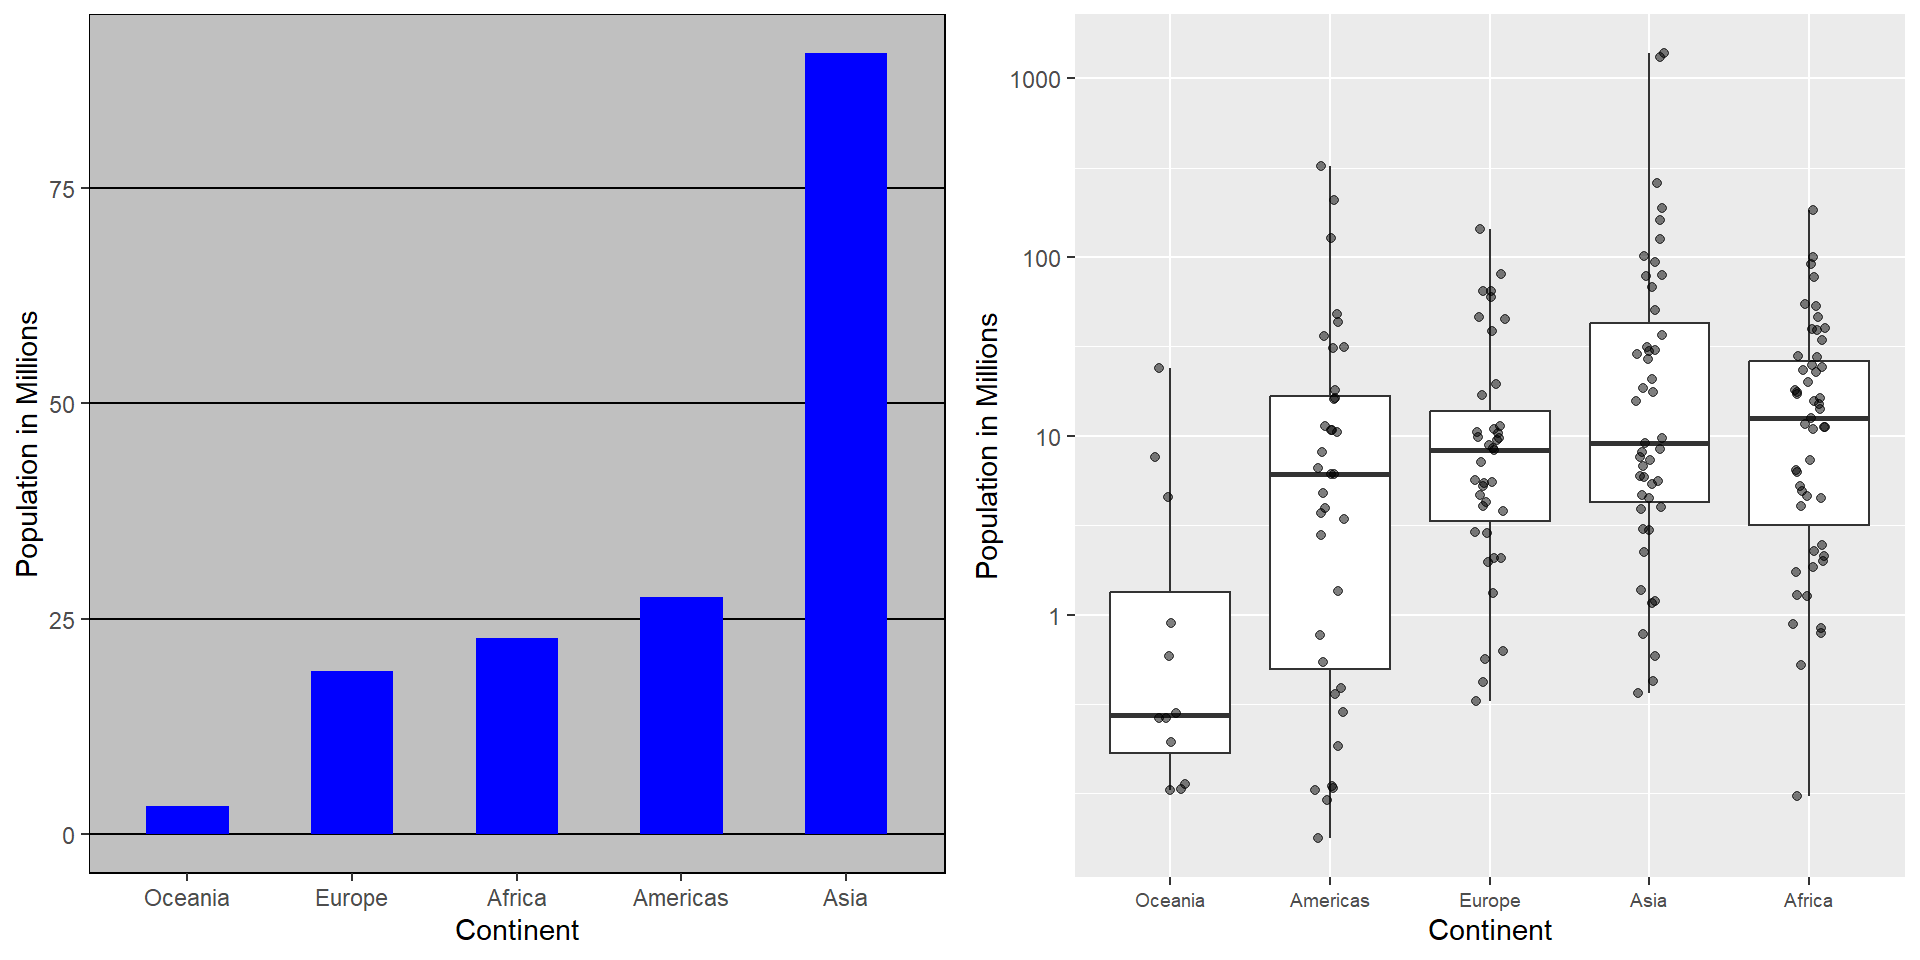 Population in Millions
75
50
25
0
Oceania Europe Africa Americas Asia
Continent
Population in Millions
1000
100
10
1
Oceania Americas Europe Asia Africa
Continent